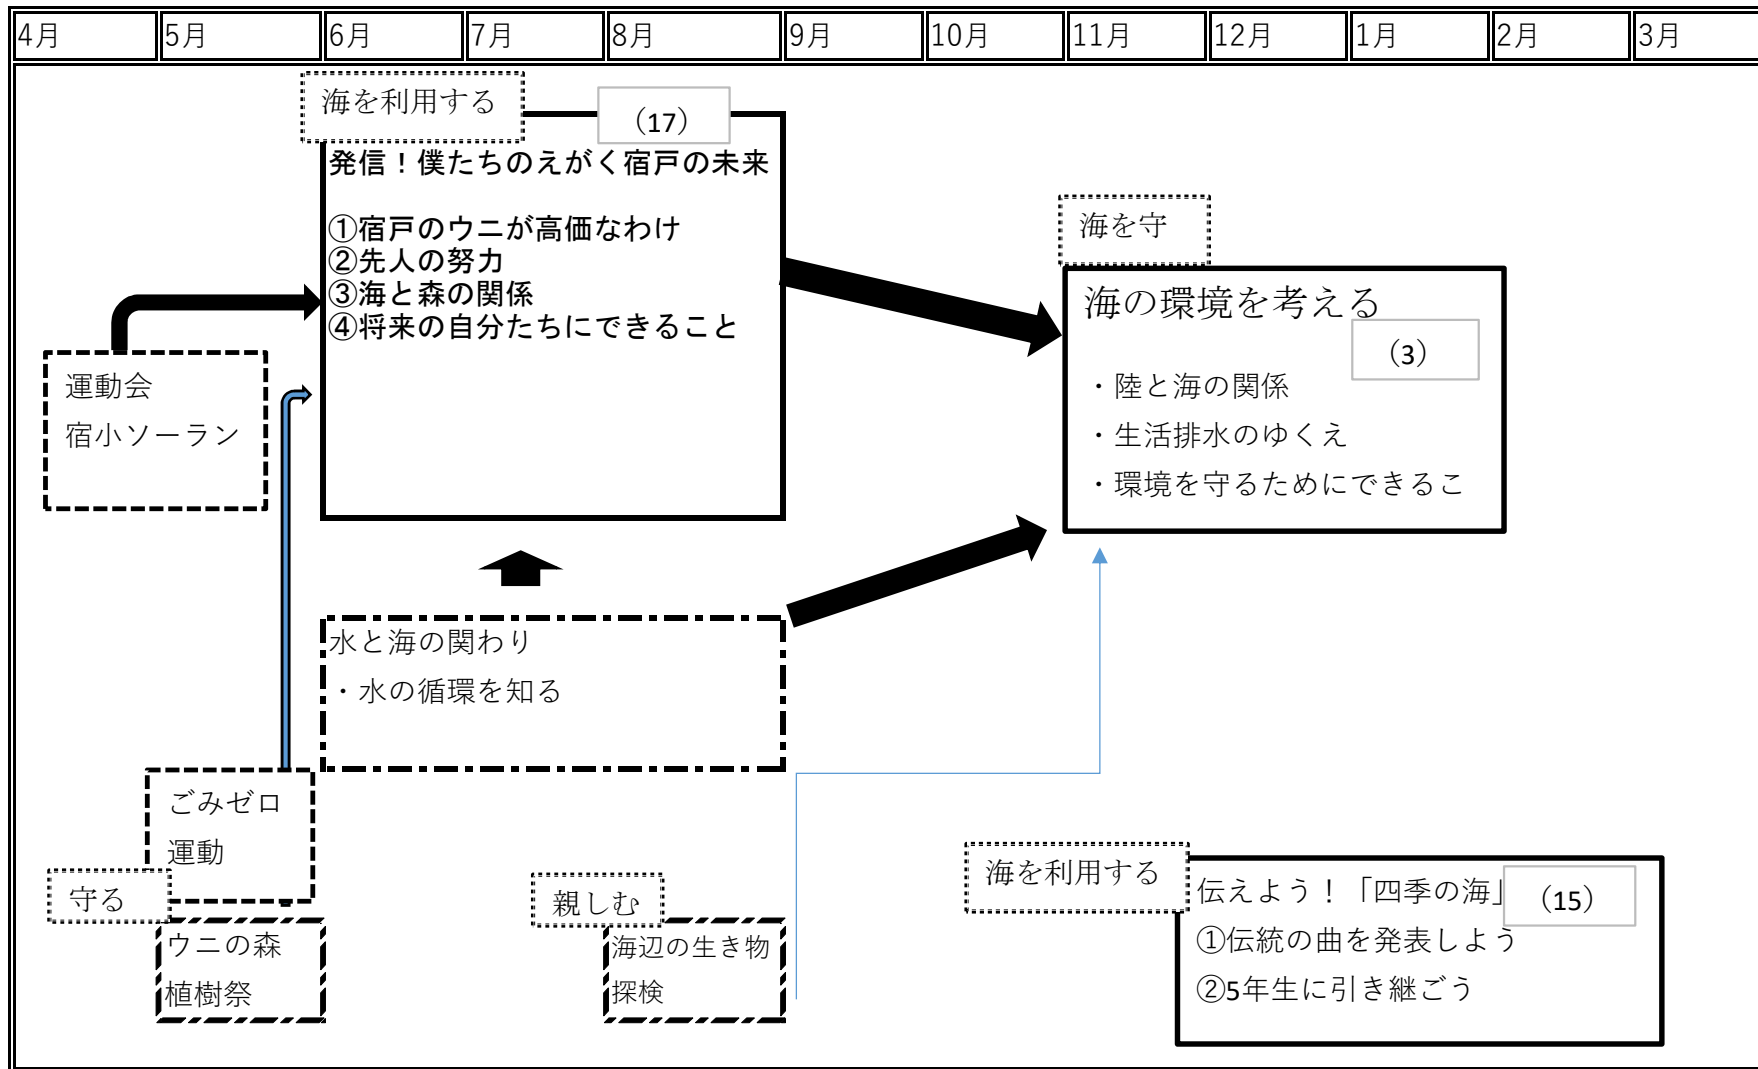 4月 5月 6月 7月 8月 9月 10月 11月 12月 1月 2月 3月
海を利用する
（17）
発信！僕たちのえがく宿戸の未来
①宿戸のウニが高価なわけ
②先人の努力
③海と森の関係
④将来の自分たちにできること
海を守
海の環境を考える
（3）
・陸と海の関係
・生活排水のゆくえ
・環境を守るためにできるこ
運動会
宿小ソーラン
水と海の関わり
・水の循環を知る
ごみゼロ
運動
守る
ウニの森
植樹祭
親しむ
海辺の生き物
探検
海を利用する
伝えよう！「四季の海」
（15）
①伝統の曲を発表しよう
②5年生に引き継ごう